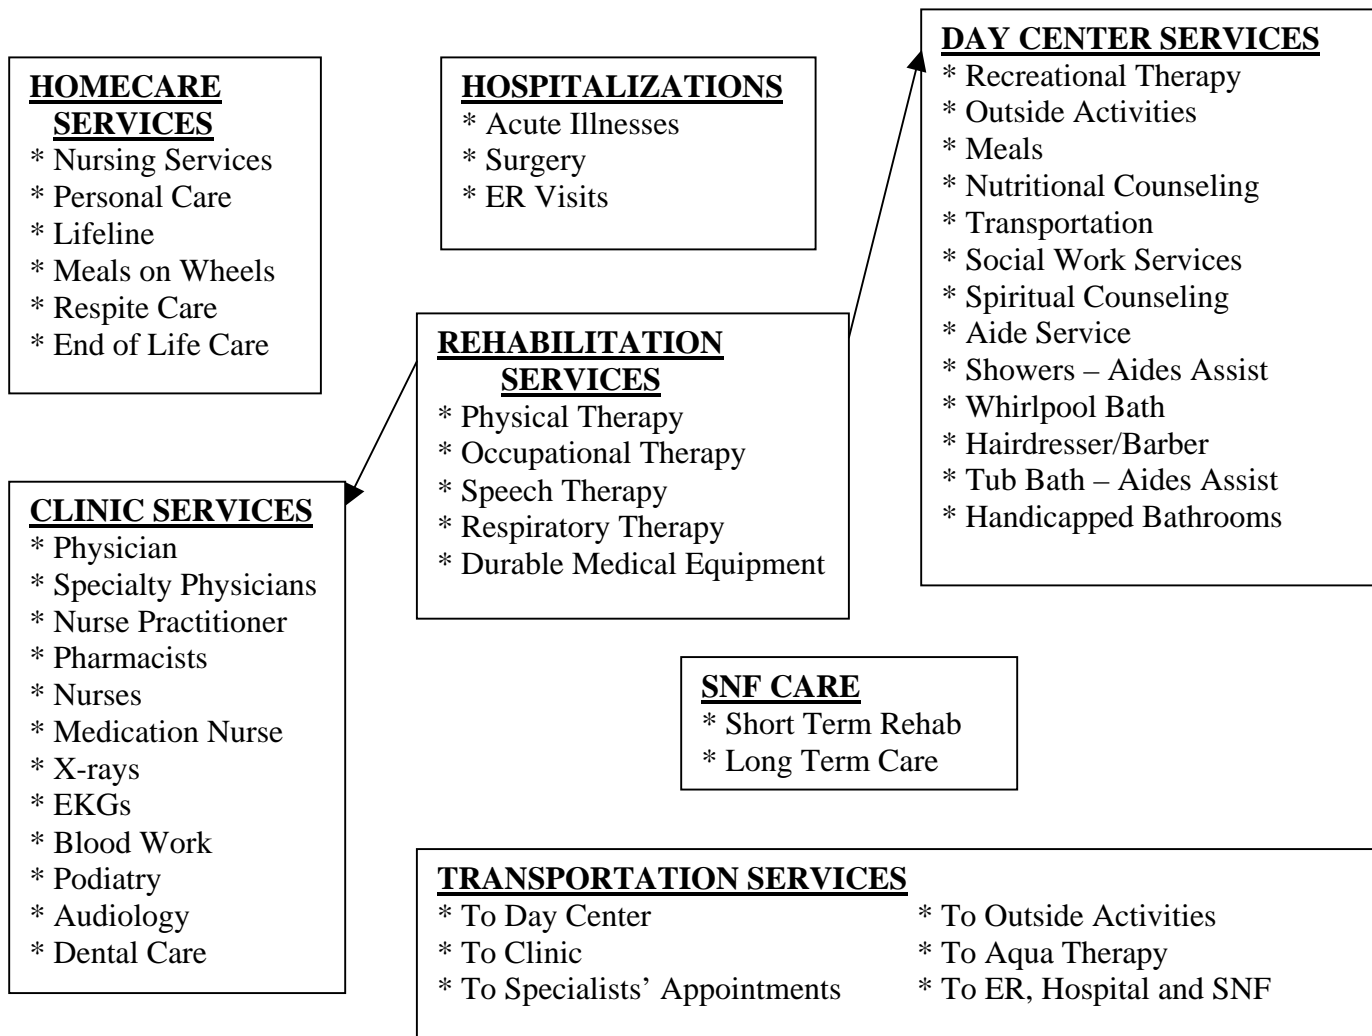 HOMECARE
SERVICES
* Nursing Services
* Personal Care
* Lifeline
* Meals on Wheels
* Respite Care
* End of Life Care
HOSPITALIZATIONS
* Acute Illnesses
* Surgery
* ER Visits
DAY CENTER SERVICES
* Recreational Therapy
* Outside Activities
* Meals
* Nutritional Counseling
* Transportation
* Social Work Services
* Spiritual Counseling
* Aide Service
* Showers – Aides Assist
* Whirlpool Bath
* Hairdresser/Barber
* Tub Bath – Aides Assist
* Handicapped Bathrooms
REHABILITATION
SERVICES
* Physical Therapy
* Occupational Therapy
* Speech Therapy
* Respiratory Therapy
* Durable Medical Equipment
CLINIC SERVICES
* Physician
* Specialty Physicians
* Nurse Practitioner
* Pharmacists
* Nurses
* Medication Nurse
* X-rays
* EKGs
* Blood Work
* Podiatry
* Audiology
* Dental Care
SNF CARE
* Short Term Rehab
* Long Term Care
TRANSPORTATION SERVICES
* To Day Center
* To Clinic
* To Specialists’ Appointments
* To Outside Activities
* To Aqua Therapy
* To ER, Hospital and SNF